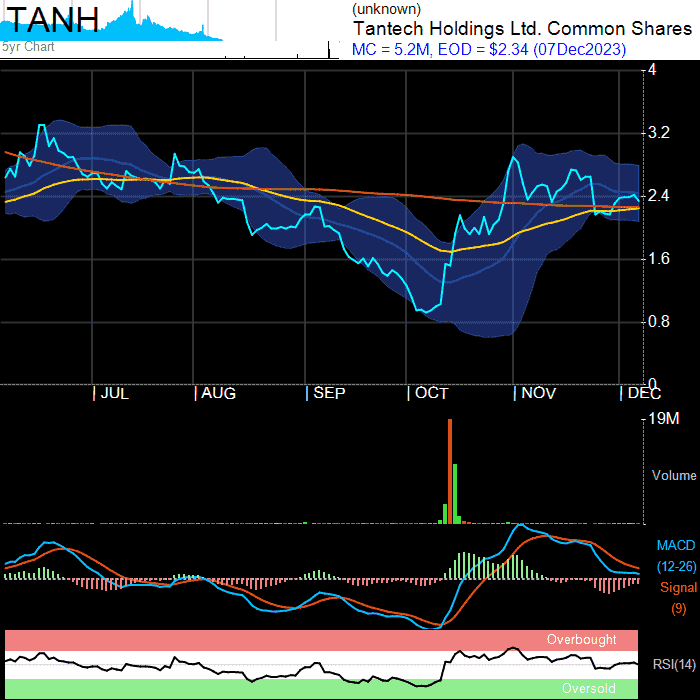 TANH
5yr Chart
(unknown)
Tantech Holdings Ltd. Common Shares
MC = 5.2M, EOD = $2.34 (07Dec2023)
4
3.2
2.4
1.6
0.8
0
JUL AUG SEP OCT NOV DEC
19M
Volume
MACD
(12-26)
Signal
(9)
Overbought
RSI(14)
Oversold